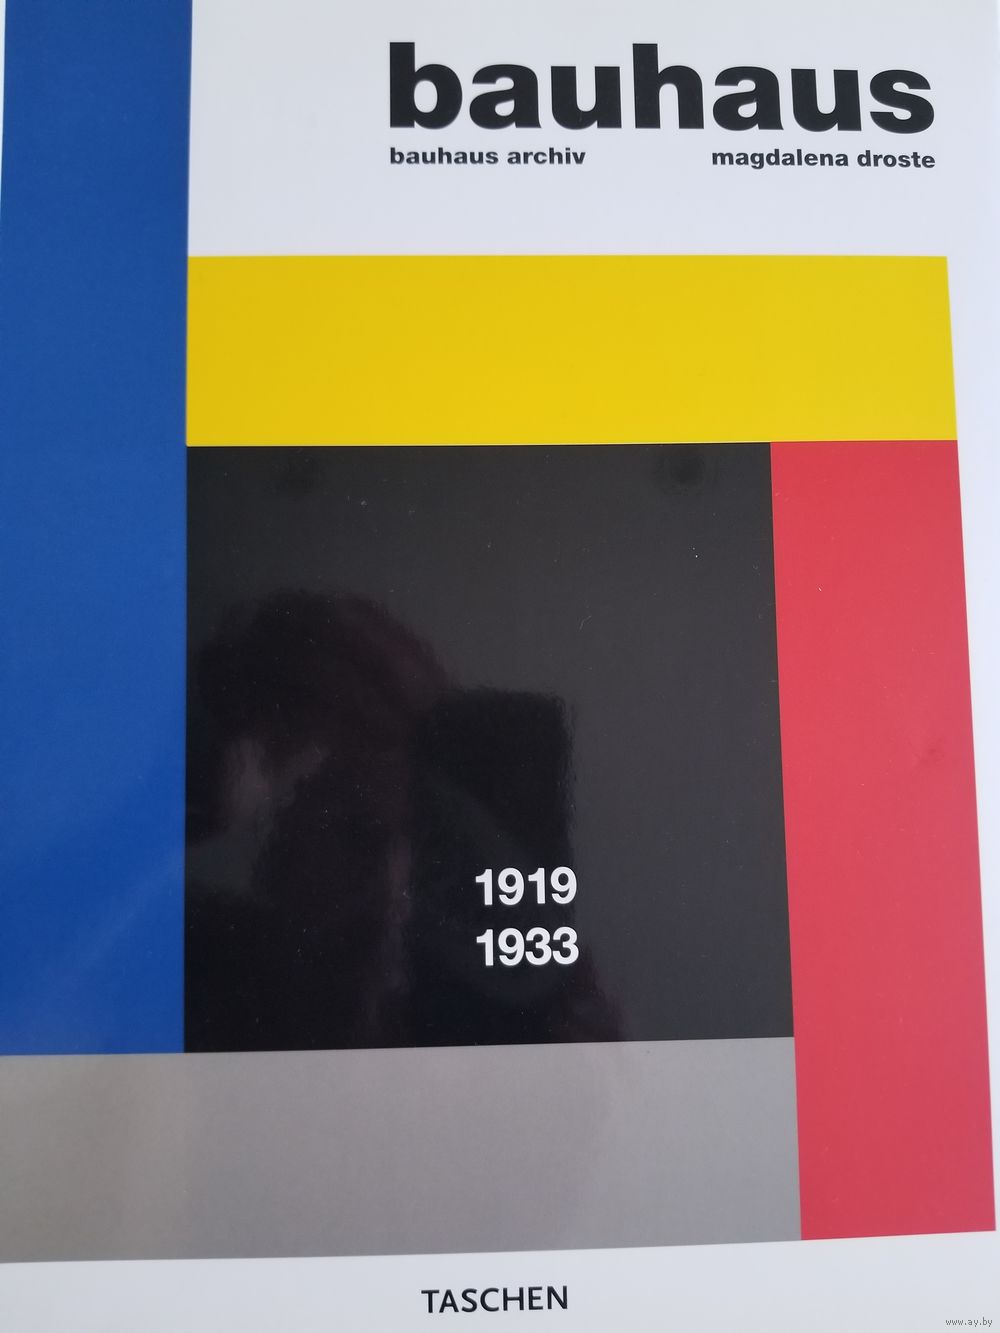 bauhaus
bauhaus archiv magdalena droste
1919
1933
TASCHEN
www.ay.by